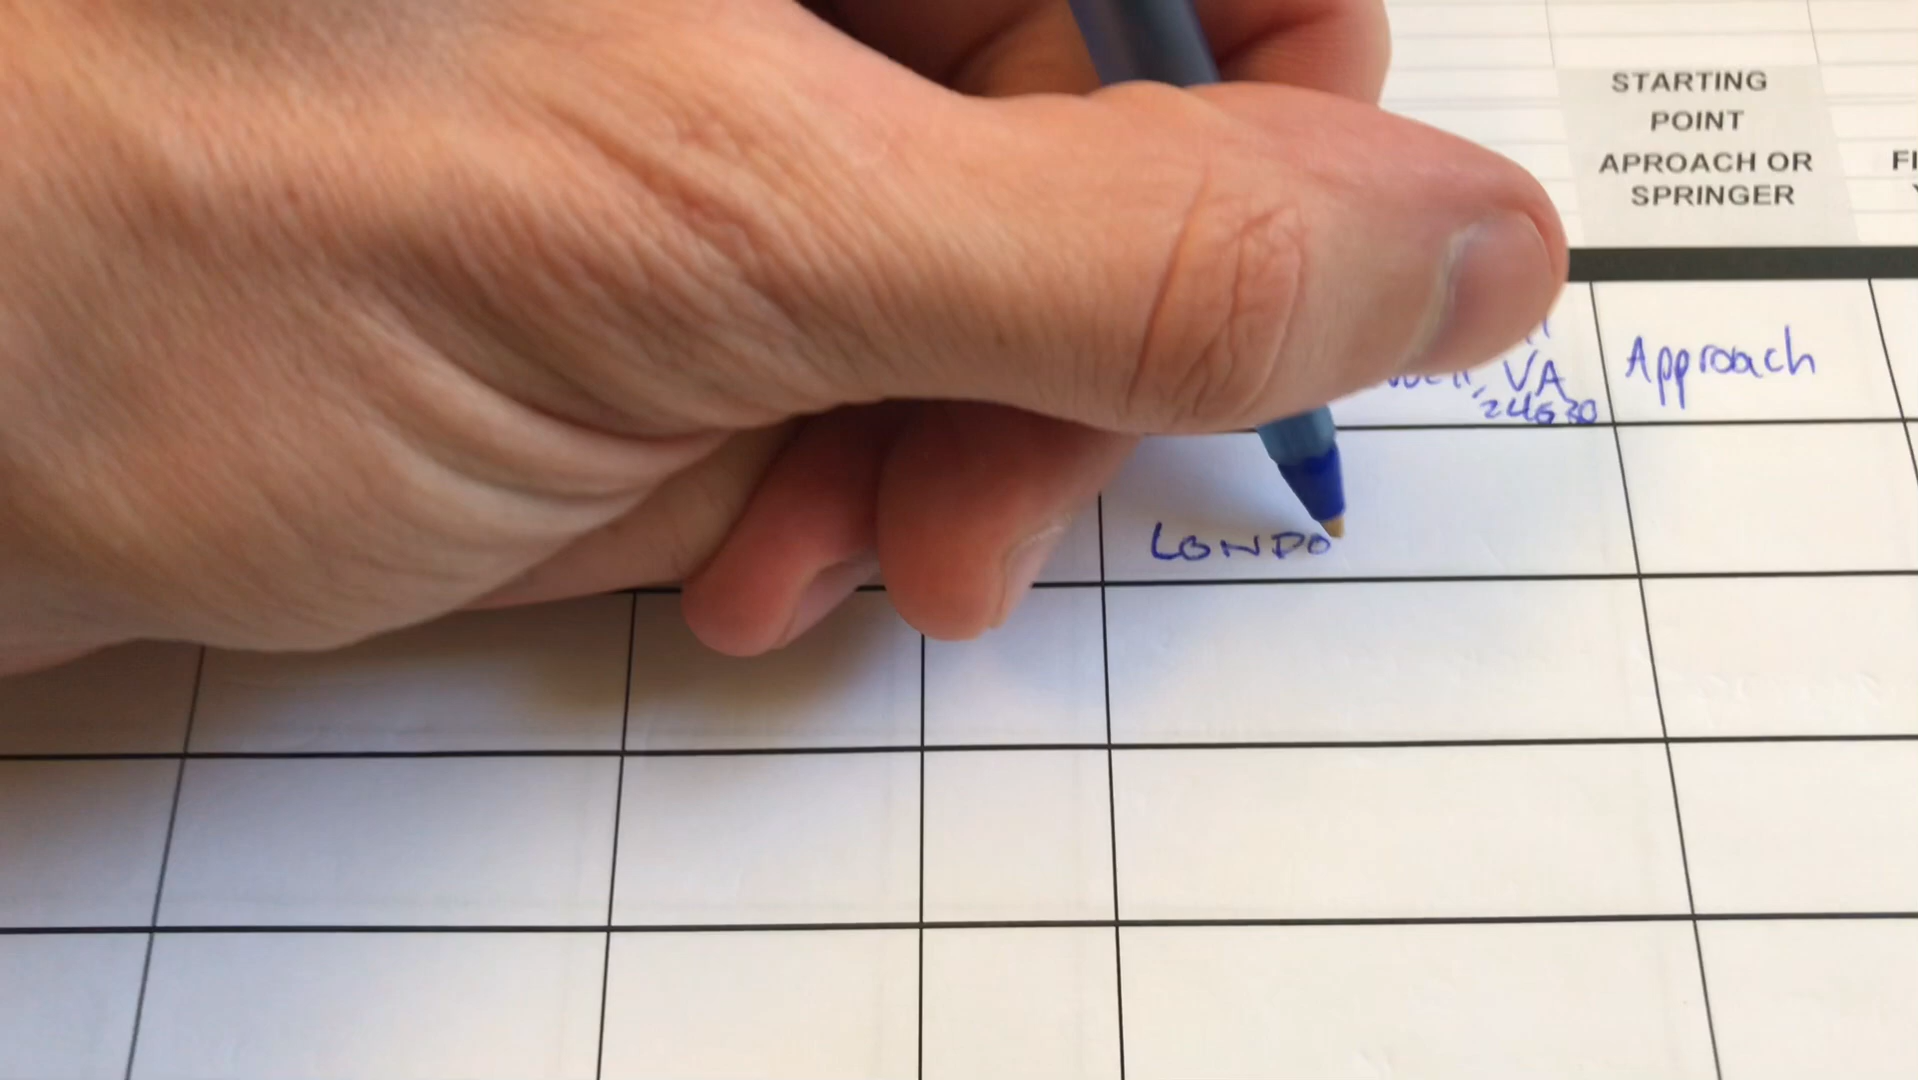 STARTING
POINT
APROACH OR
SPRINGER
VA
24630
Approach
LONDO